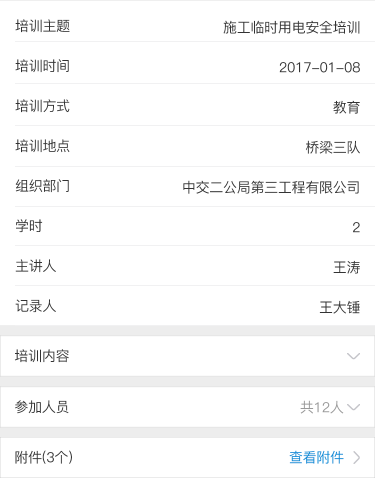 培训主题 施工临时用电安全培训
培训时间 2017-01-08
培训方式 教育
培训地点 桥梁三队
组织部门 中交二公局第三工程有限公司
学时 2
主讲人 王涛
记录人 王大锤
培训内容
参加人员 共12人
附件(3个) 查看附件